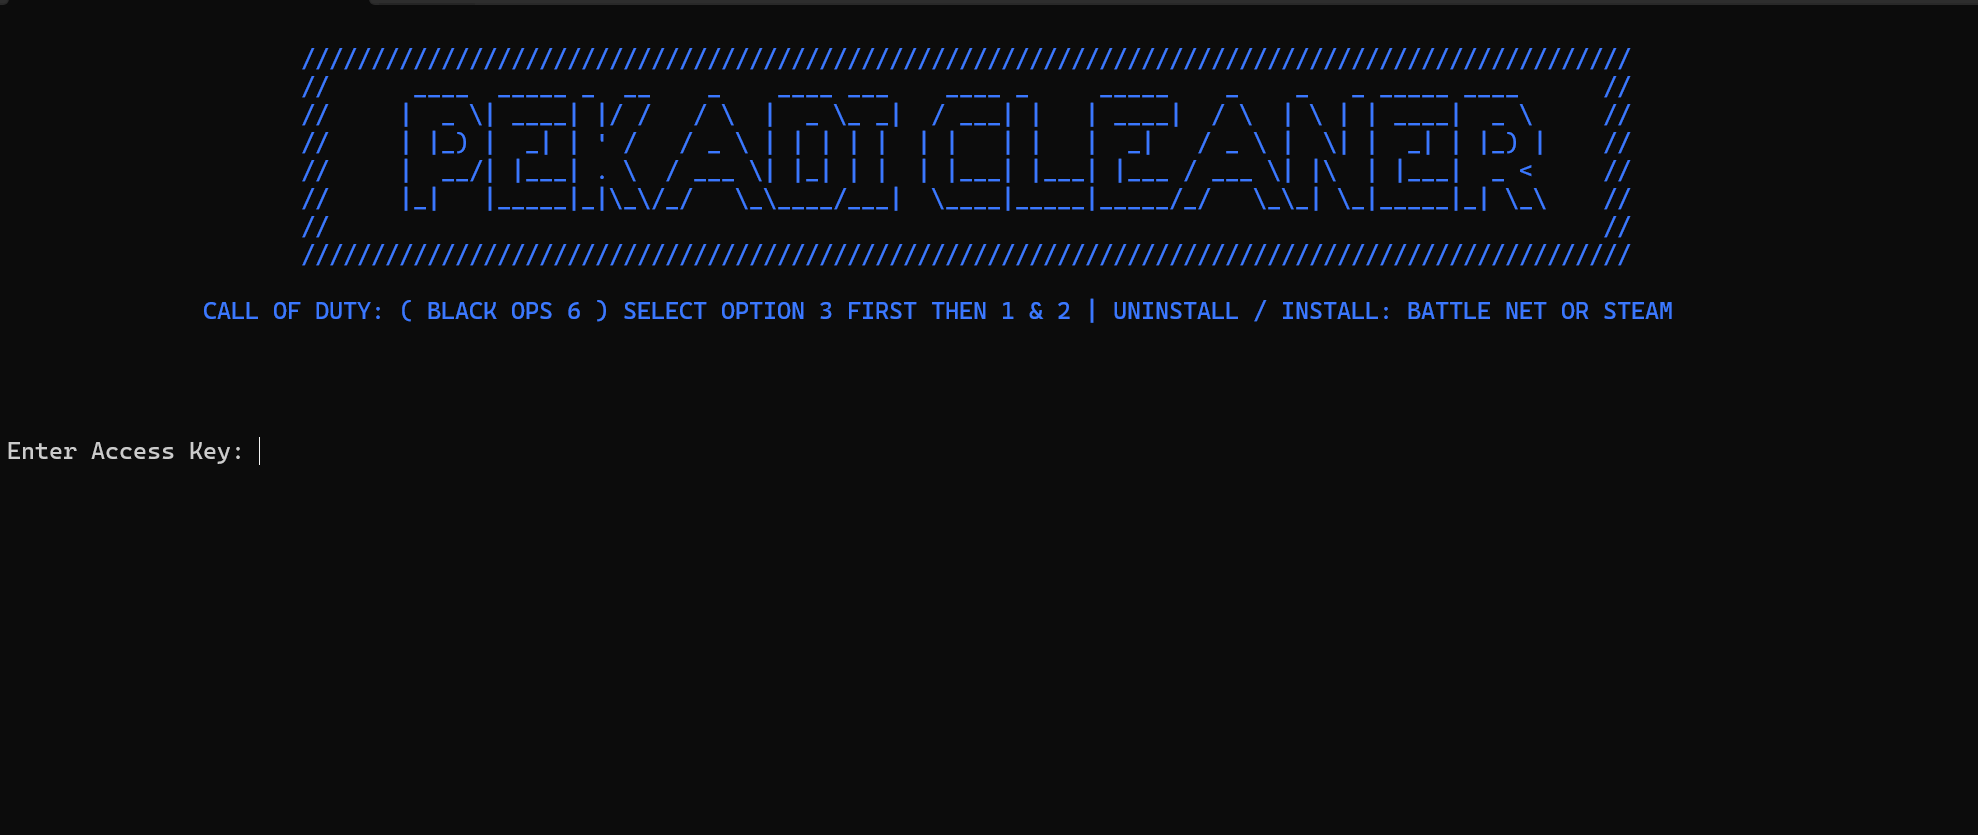 PEKADI CLEANER
CALL OF DUTY: ( BLACK OPS 6 ) SELECT OPTION 3 FIRST THEN 1 & 2 | UNINSTALL / INSTALL: BATTLE NET OR STEAM
Enter Access Key: